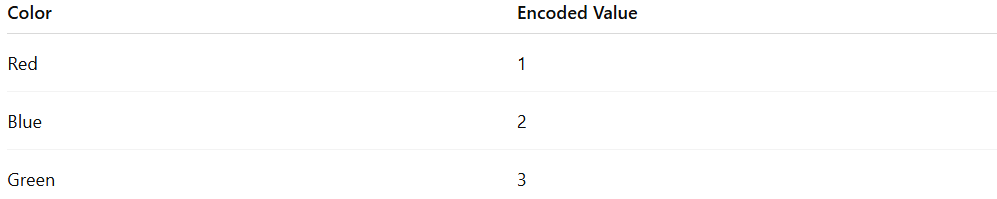 Color Encoded Value
Red 1
Blue 2
Green 3